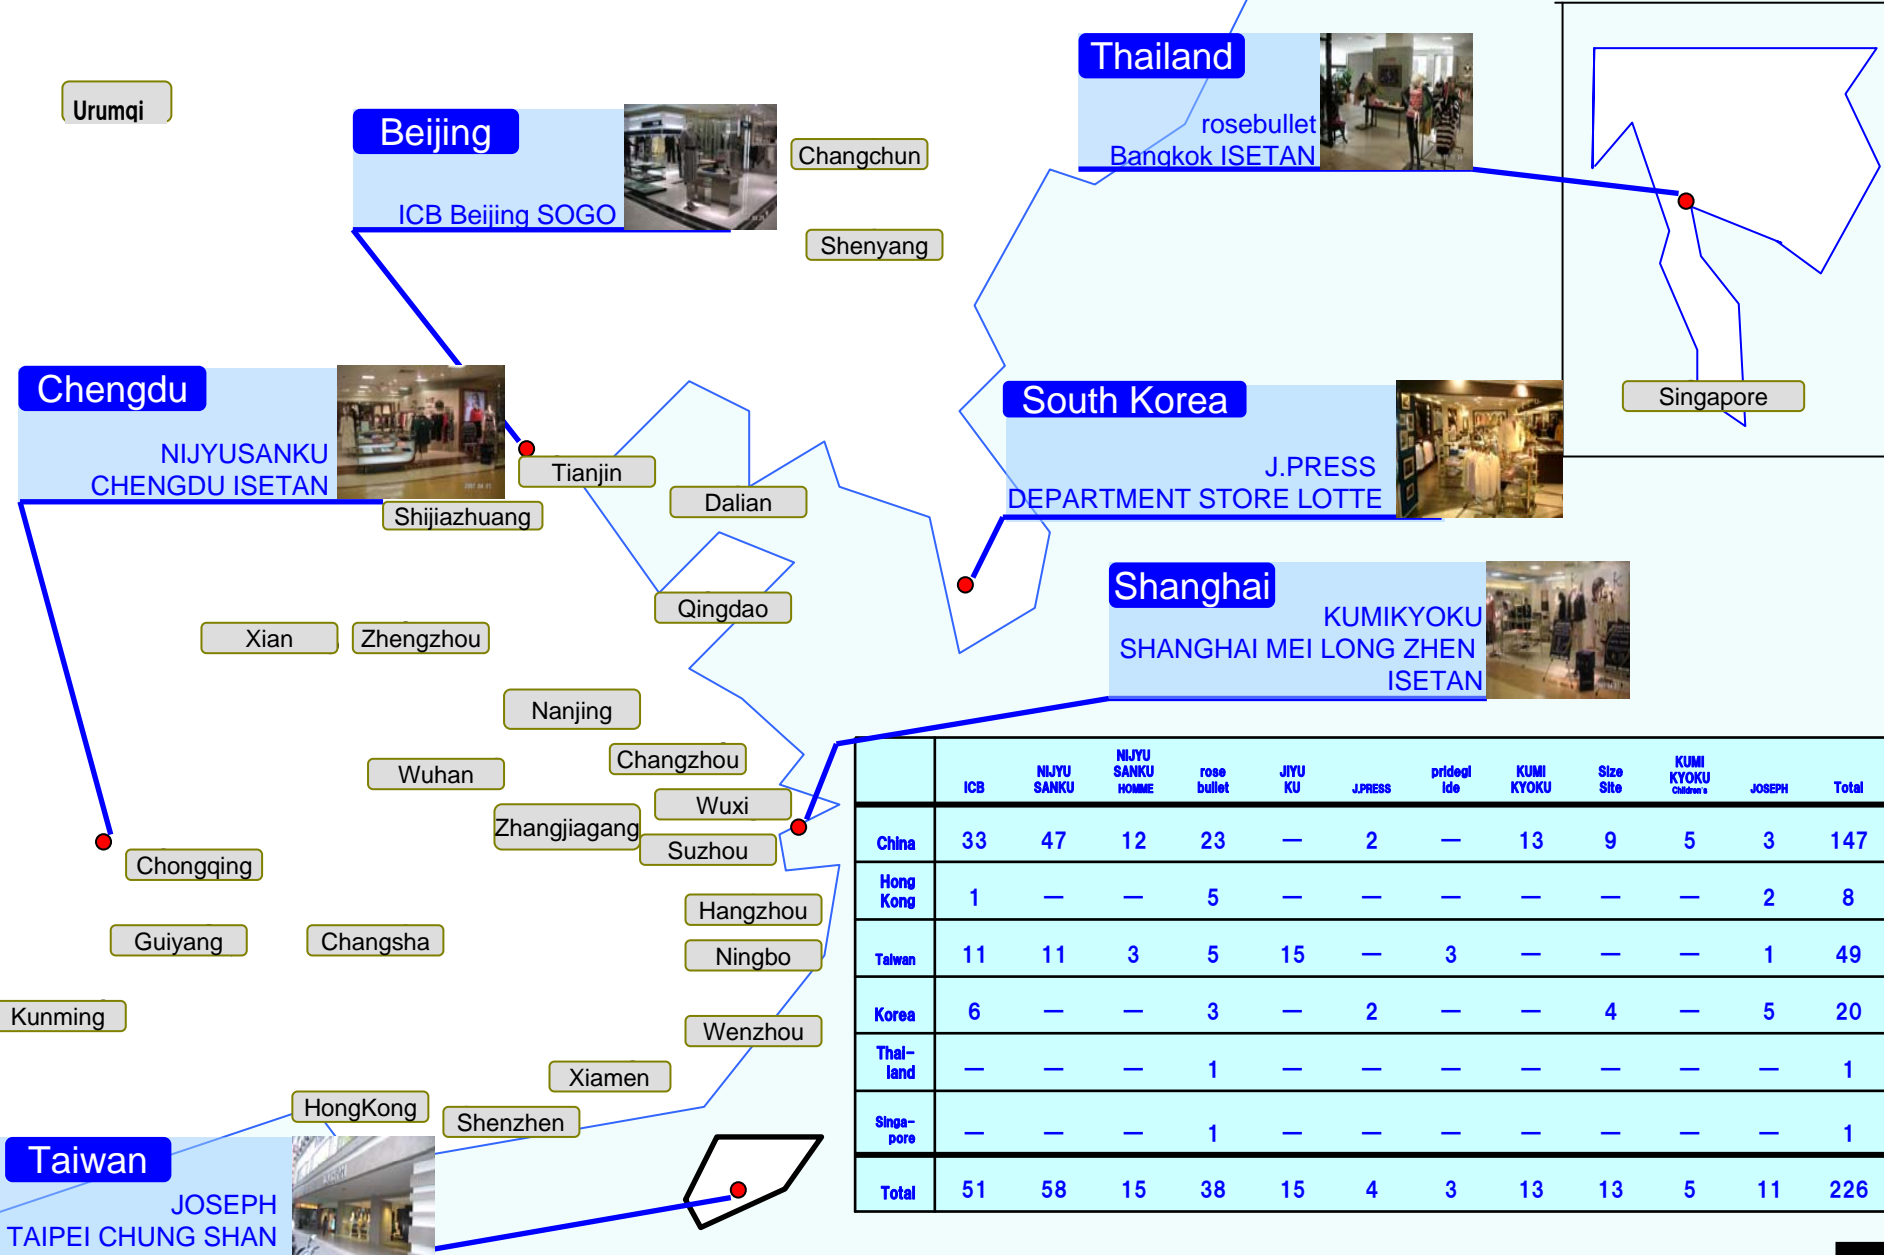 Urumqi
Beijing
ICB Beijing SOGO
Changchun
Shenyang
Thailand
rosebullet
Bangkok ISETAN
Singapore
Chengdu
NIJYUSANKU
CHENGDU ISETAN
Tianjin
Dalian
Shijiazhuang
South Korea
J.PRESS
DEPARTMENT STORE LOTTE
Qingdao
Xian
Zhengzhou
Shanghai
KUMIKYOKU
SHANGHAI MEI LONG ZHEN
ISETAN
Nanjing
Changzhou
Wuhan
Wuxi
Zhangjiagang
Suzhou
Chongqing
Hangzhou
Guiyang
Changsha
Ningbo
Kunming
Wenzhou
Xiamen
HongKong
Shenzhen
Taiwan
JOSEPH
TAIPEI CHUNG SHAN
ICB NIJYU SANKU NIJYU SANKU HOMME rose bullet JIYU KU J.PRESS pridegl ide KUMI KYOKU Size Site KUMI KYOKU Children's JOSEPH Total
China 33 47 12 23 — 2 — 13 9 5 3 147
Hong Kong 1 — — 5 — — — — — — 2 8
Taiwan 11 11 3 5 15 — 3 — — — 1 49
Korea 6 — — 3 — 2 — — 4 — 5 20
Thai-land — — — 1 — — — — — — — 1
Singa-pore — — — 1 — — — — — — — 1
Total 51 58 15 38 15 4 3 13 13 5 11 226